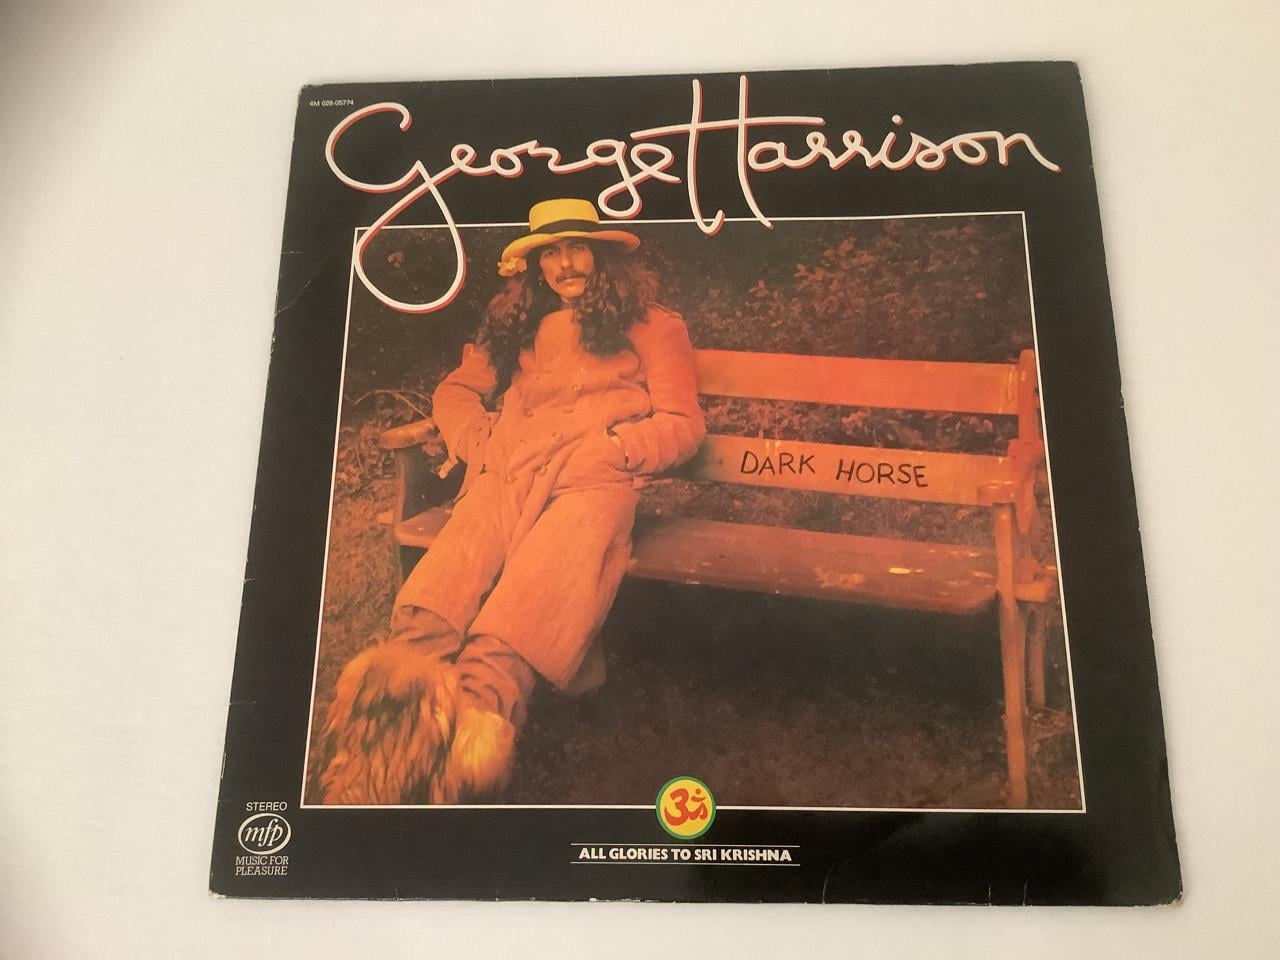 4M 026-05774
George Harrison
DARK HORSE
STEREO
mfp
MUSIC FOR
PLEASURE
ॐ
ALL GLORIES TO SRI KRISHNA